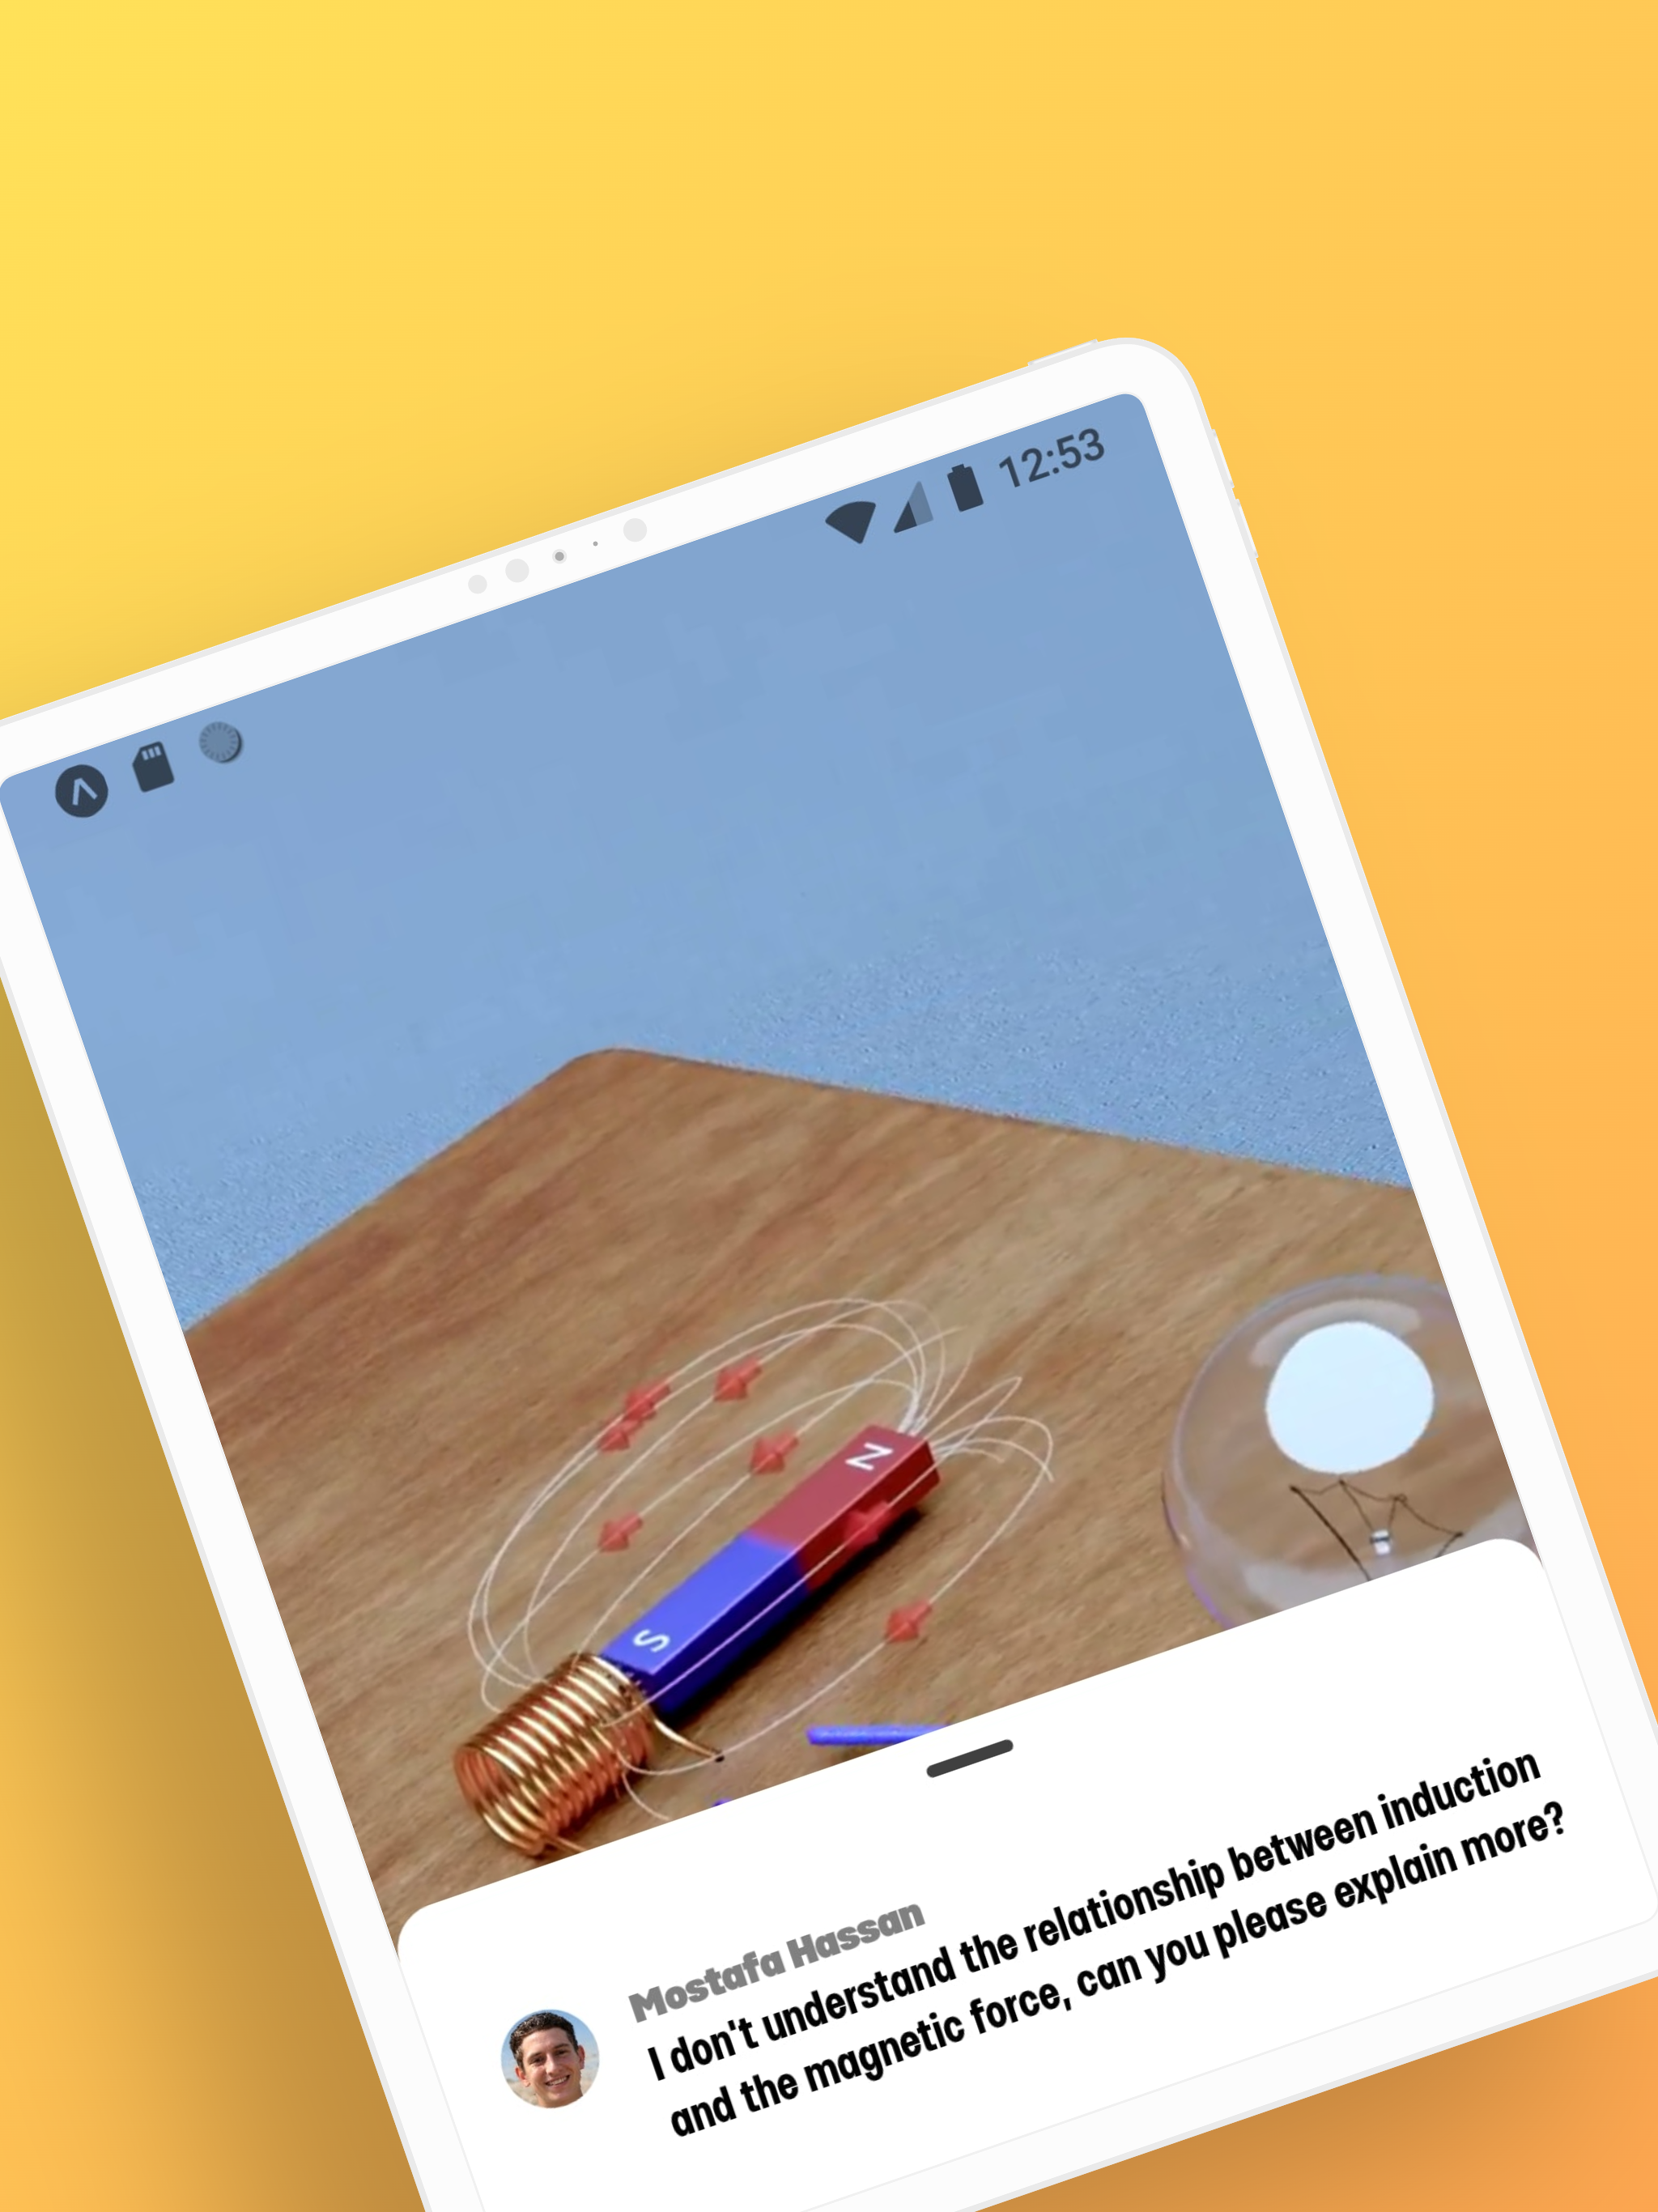 12:53
N
S
Mostafa Hassan
I don't understand the relationship between induction
and the magnetic force, can you please explain more?